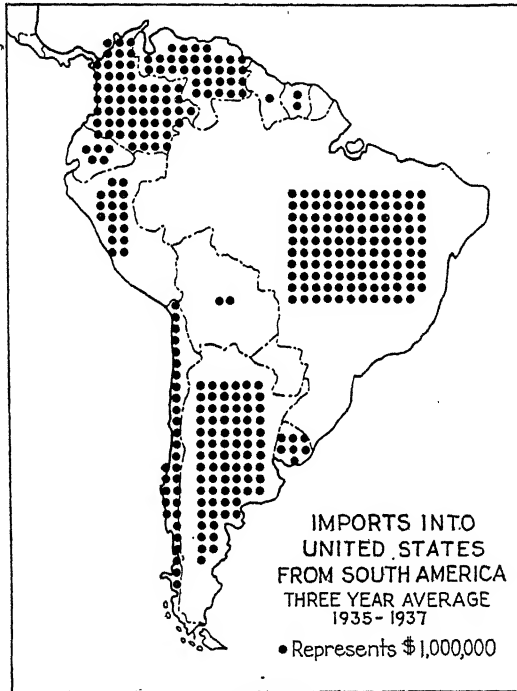 IMPORTS INTO
UNITED STATES
FROM SOUTH AMERICA
THREE YEAR AVERAGE
1935-1937
• Represents $1,000,000